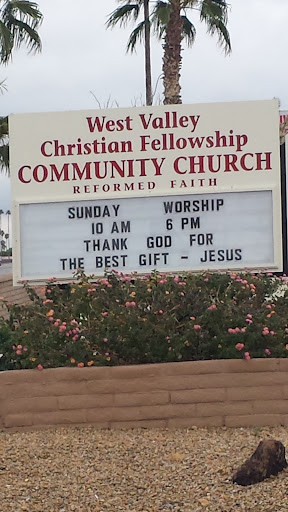 West Valley
Christian Fellowship
COMMUNITY CHURCH
REFORMED FAITH
SUNDAY WORSHIP
10 AM 6 PM
THANK GOD FOR
THE BEST GIFT - JESUS